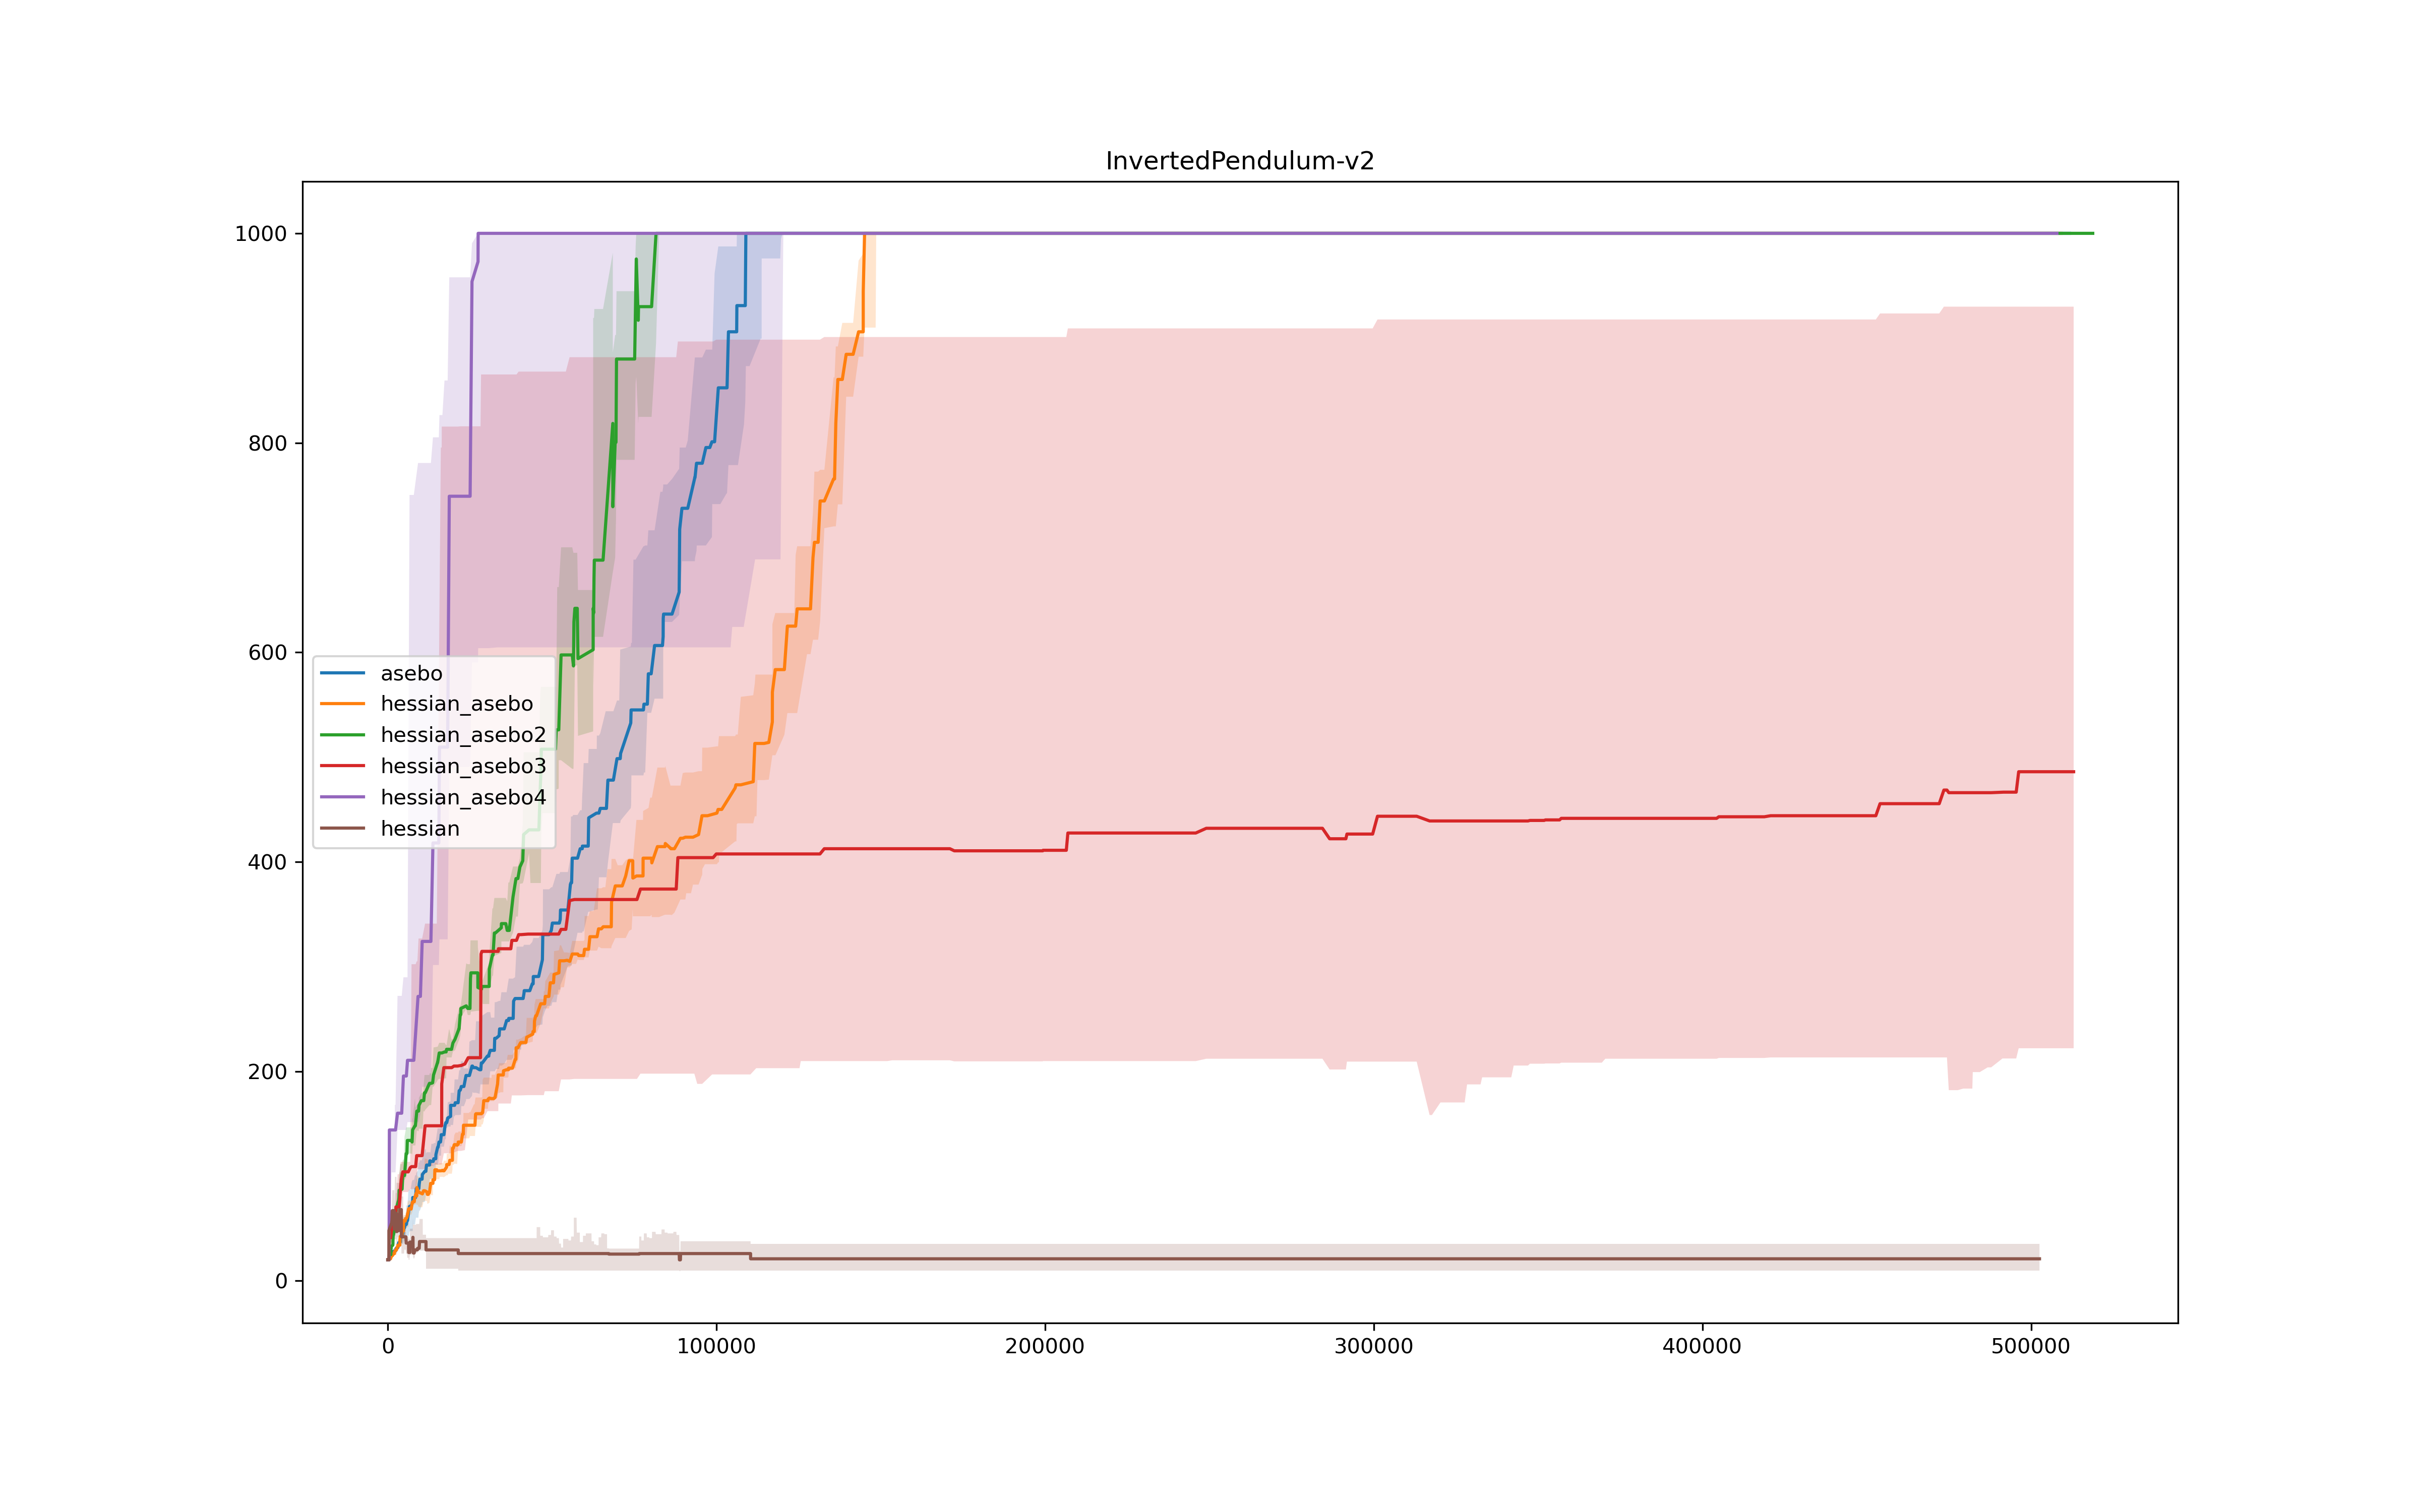 InvertedPendulum-v2
1000
800
600
400
200
0
asebo
hessian_asebo
hessian_asebo2
hessian_asebo3
hessian_asebo4
hessian
0 100000 200000 300000 400000 500000